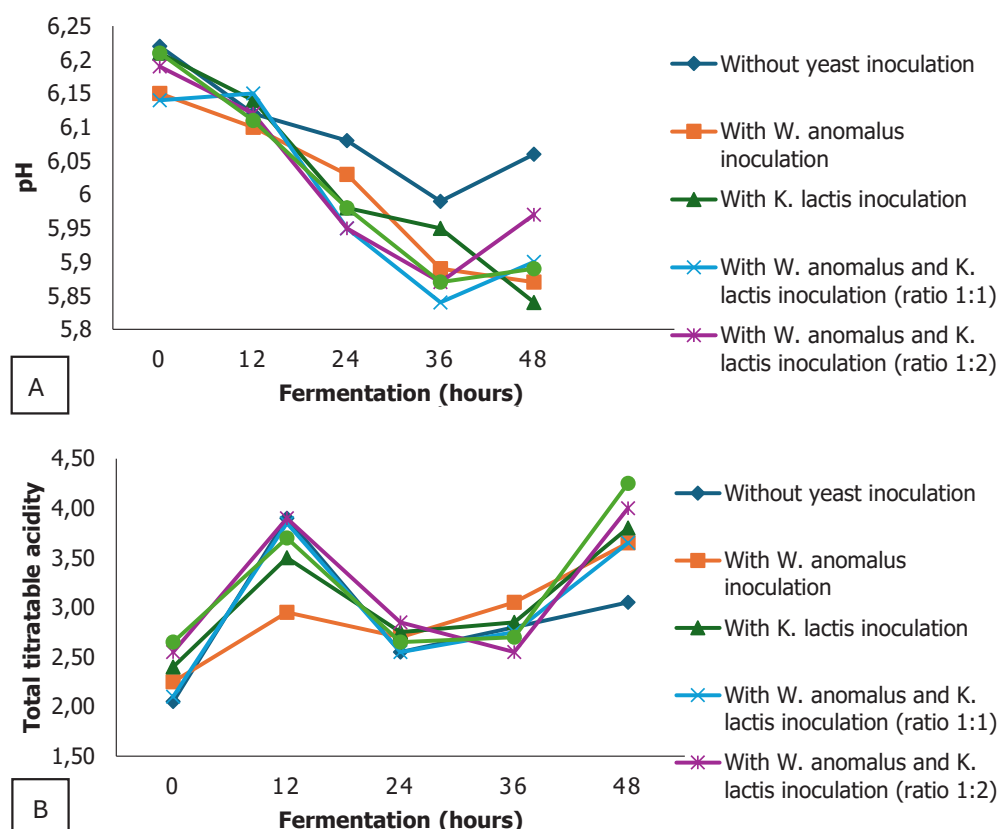 6,25
6,2
6,15
6,1
6,05
6
5,95
5,9
5,85
5,8
pH
0 12 24 36 48
Fermentation (hours)
A
Without yeast inoculation
With W. anomalus
inoculation
With K. lactis inoculation
With W. anomalus and K.
lactis inoculation (ratio 1:1)
With W. anomalus and K.
lactis inoculation (ratio 1:2)
4,50
4,00
3,50
3,00
2,50
2,00
1,50
Total titratable acidity
0 12 24 36 48
Fermentation (hours)
B
Without yeast inoculation
With W. anomalus
inoculation
With K. lactis inoculation
With W. anomalus and K.
lactis inoculation (ratio 1:1)
With W. anomalus and K.
lactis inoculation (ratio 1:2)